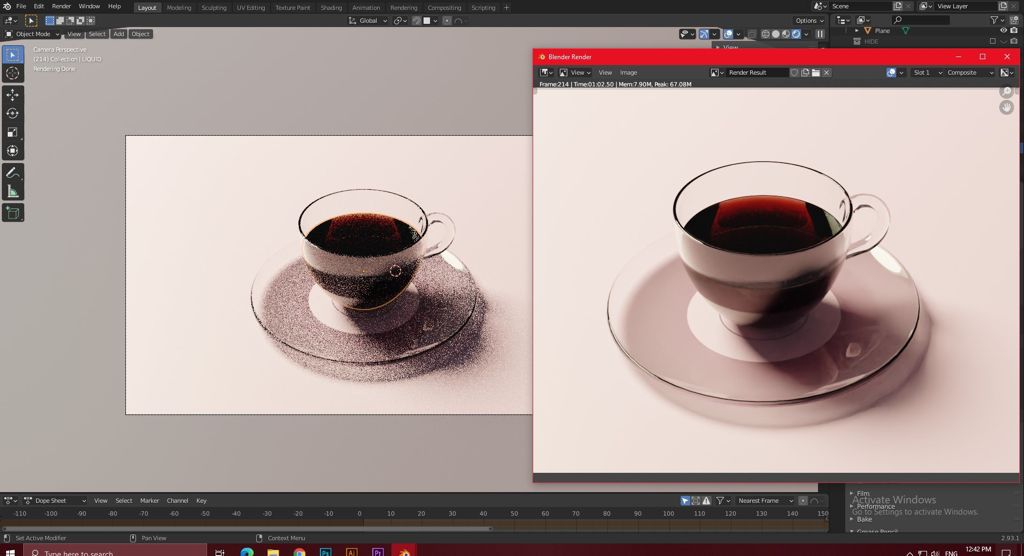 File Edit Render Window Help Layout Modeling Sculpting UV Editing Texture Paint Shading Animation Rendering Compositing Scripting + Scene View Layer
Global Options
Object Mode View Select Add Object Plane
View HIDE
Camera Perspective
(214) Collection | LIQUID
Rendering Done
Blender Render
View View Image Render Result Slot 1 Composite
Frame:214 | Time:01:02.50 | Mem:7.90M, Peak: 67.08M
Dope Sheet View Select Marker Channel Key Nearest Frame
-110 -100 -90 -80 -70 -60 -50 -40 -30 -20 -10 0 10 20 30 40 50 60 70 80 90 100 110 120 130 140 150
Film
Activate Windows
Performance
Go to Settings to activate Windows.
Bake
Grease Pencil
Set Active Modifier Pan View Context Menu 2.93.1
Type here to search Ps Ai Pr ENG 12:42 PM